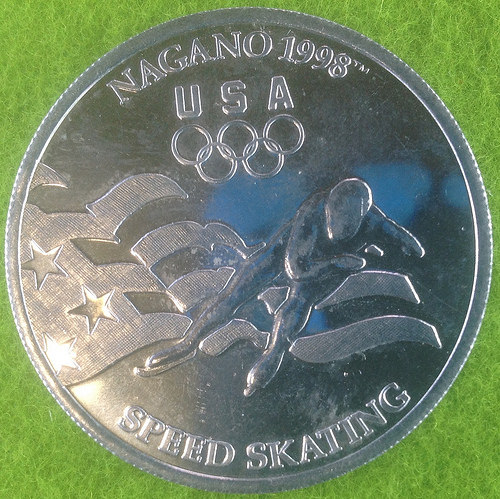 NAGANO 1998™
USA
SPEED SKATING